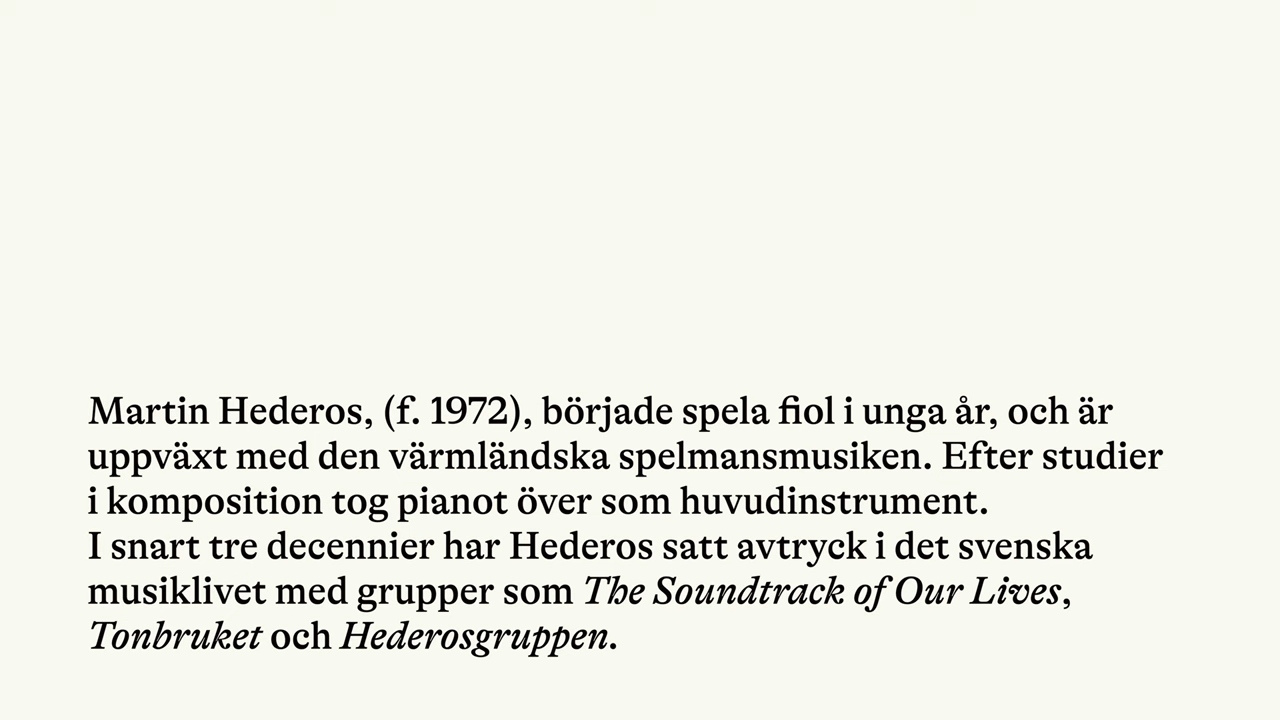 Martin Hederos, (f. 1972), började spela fiol i unga år, och är
uppväxt med den värmländska spelmansmusiken. Efter studier
i komposition tog pianot över som huvudinstrument.
I snart tre decennier har Hederos satt avtryck i det svenska
musiklivet med grupper som The Soundtrack of Our Lives,
Tonbruket och Hederosgruppen.